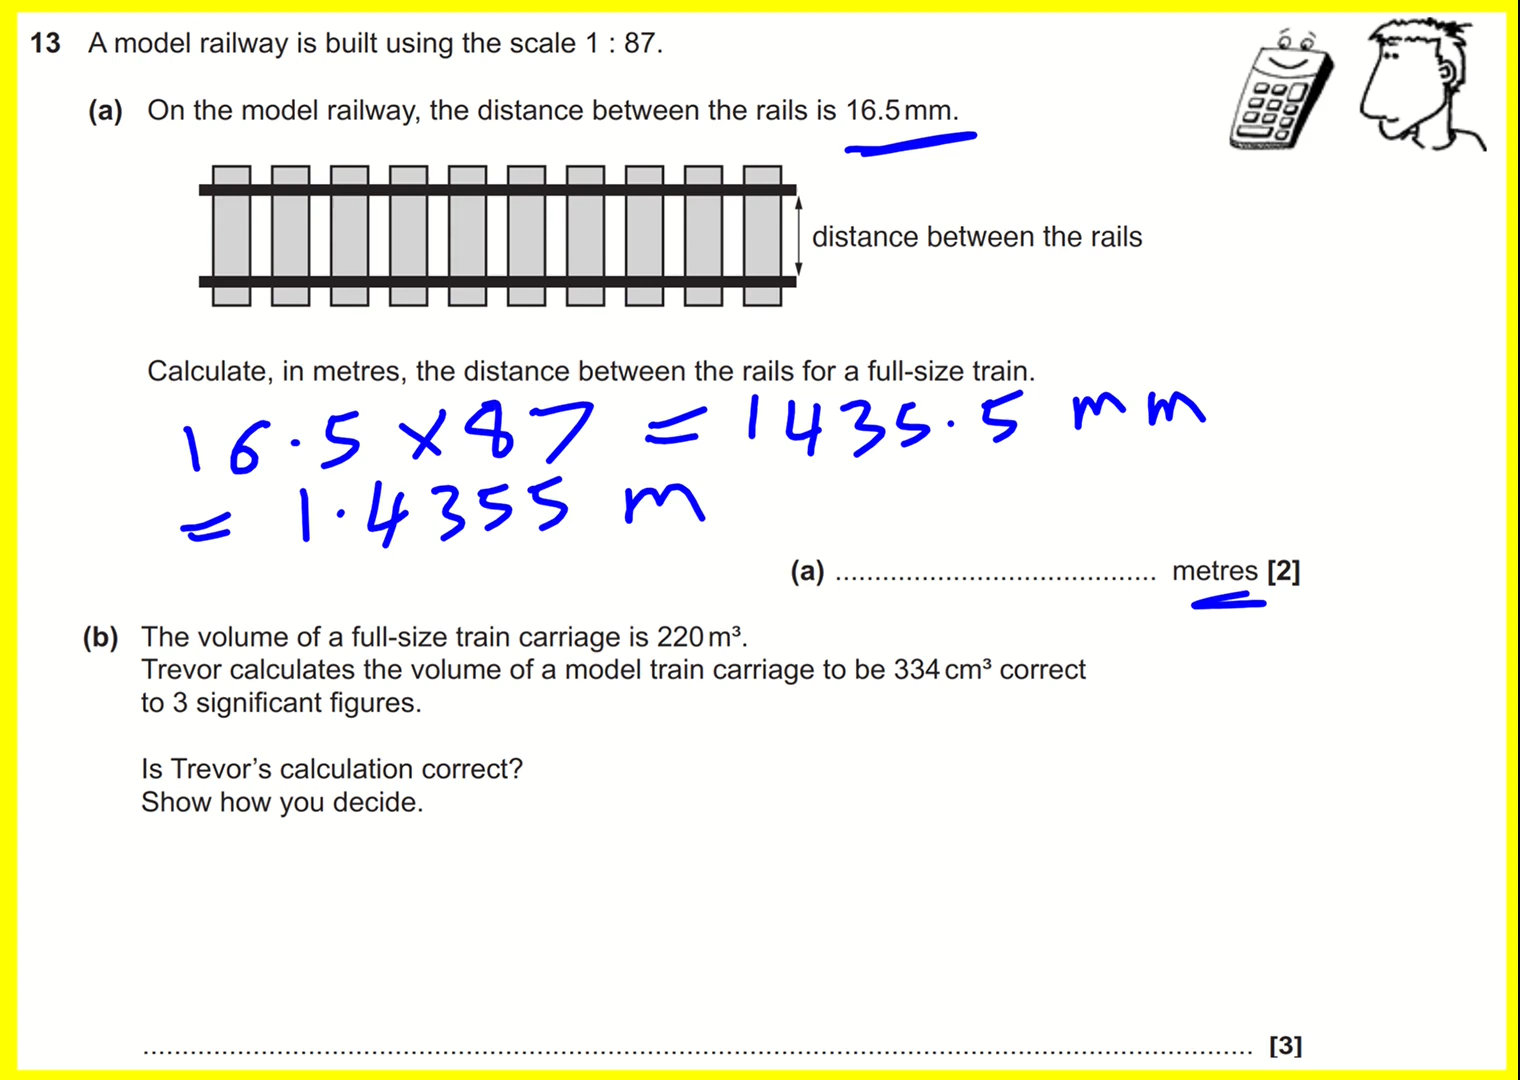 13 A model railway is built using the scale 1 : 87.
(a) On the model railway, the distance between the rails is 16.5 mm.
distance between the rails
Calculate, in metres, the distance between the rails for a full-size train.
16.5 × 87 = 1435.5 mm
= 1.4355 m
(a) ......................................... metres [2]
(b) The volume of a full-size train carriage is 220 m³.
Trevor calculates the volume of a model train carriage to be 334 cm³ correct
to 3 significant figures.
Is Trevor's calculation correct?
Show how you decide.
.............................................................................................................................................. [3]